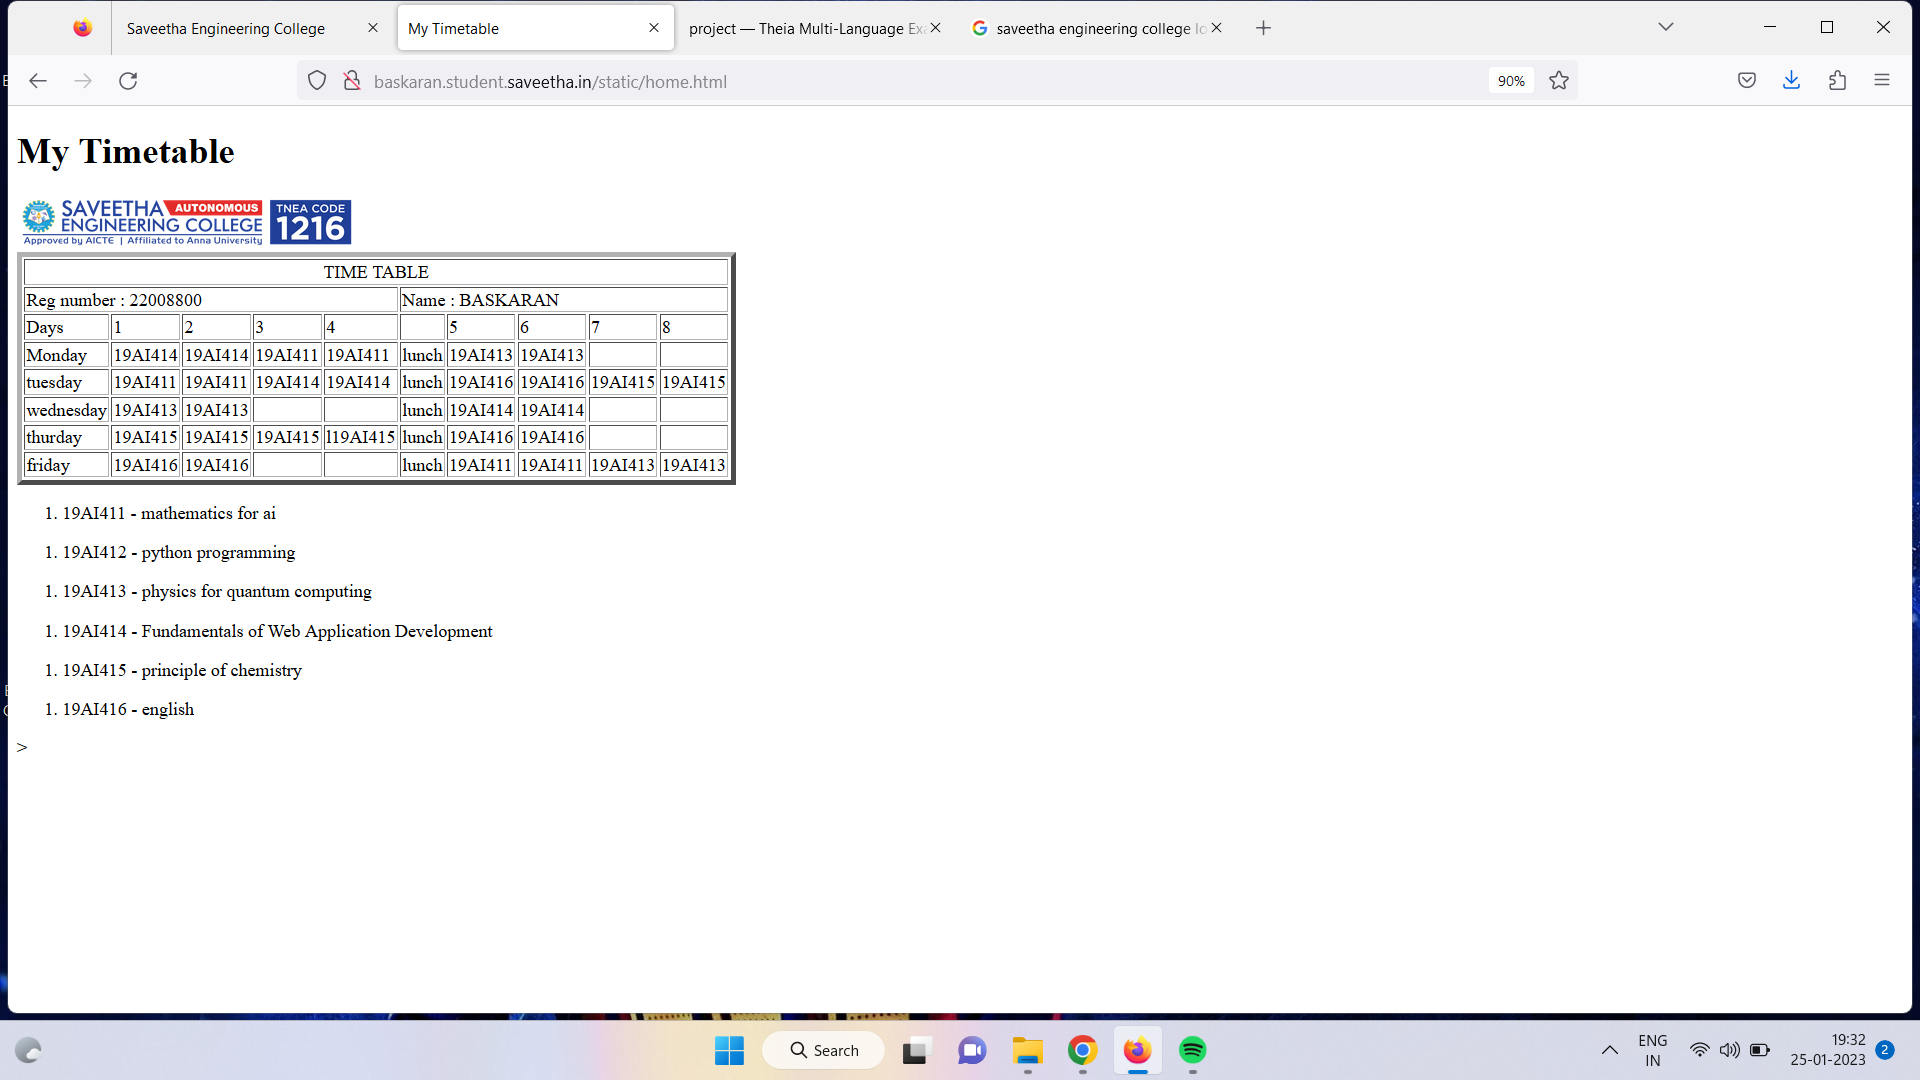 Saveetha Engineering College
My Timetable
project — Theia Multi-Language Ex
saveetha engineering college lo
baskaran.student.saveetha.in/static/home.html
90%
My Timetable
SAVEETHA AUTONOMOUS
ENGINEERING COLLEGE
Approved by AICTE | Affiliated to Anna University
TNEA CODE
1216
TIME TABLE
Reg number : 22008800 Name : BASKARAN
Days 1 2 3 4 5 6 7 8
Monday 19AI414 19AI414 19AI411 19AI411 lunch 19AI413 19AI413
tuesday 19AI411 19AI411 19AI414 19AI414 lunch 19AI416 19AI416 19AI415 19AI415
wednesday 19AI413 19AI413 lunch 19AI414 19AI414
thurday 19AI415 19AI415 19AI415 l19AI415 lunch 19AI416 19AI416
friday 19AI416 19AI416 lunch 19AI411 19AI411 19AI413 19AI413
1. 19AI411 - mathematics for ai
1. 19AI412 - python programming
1. 19AI413 - physics for quantum computing
1. 19AI414 - Fundamentals of Web Application Development
1. 19AI415 - principle of chemistry
1. 19AI416 - english
>
Search
ENG
IN
19:32
25-01-2023
2